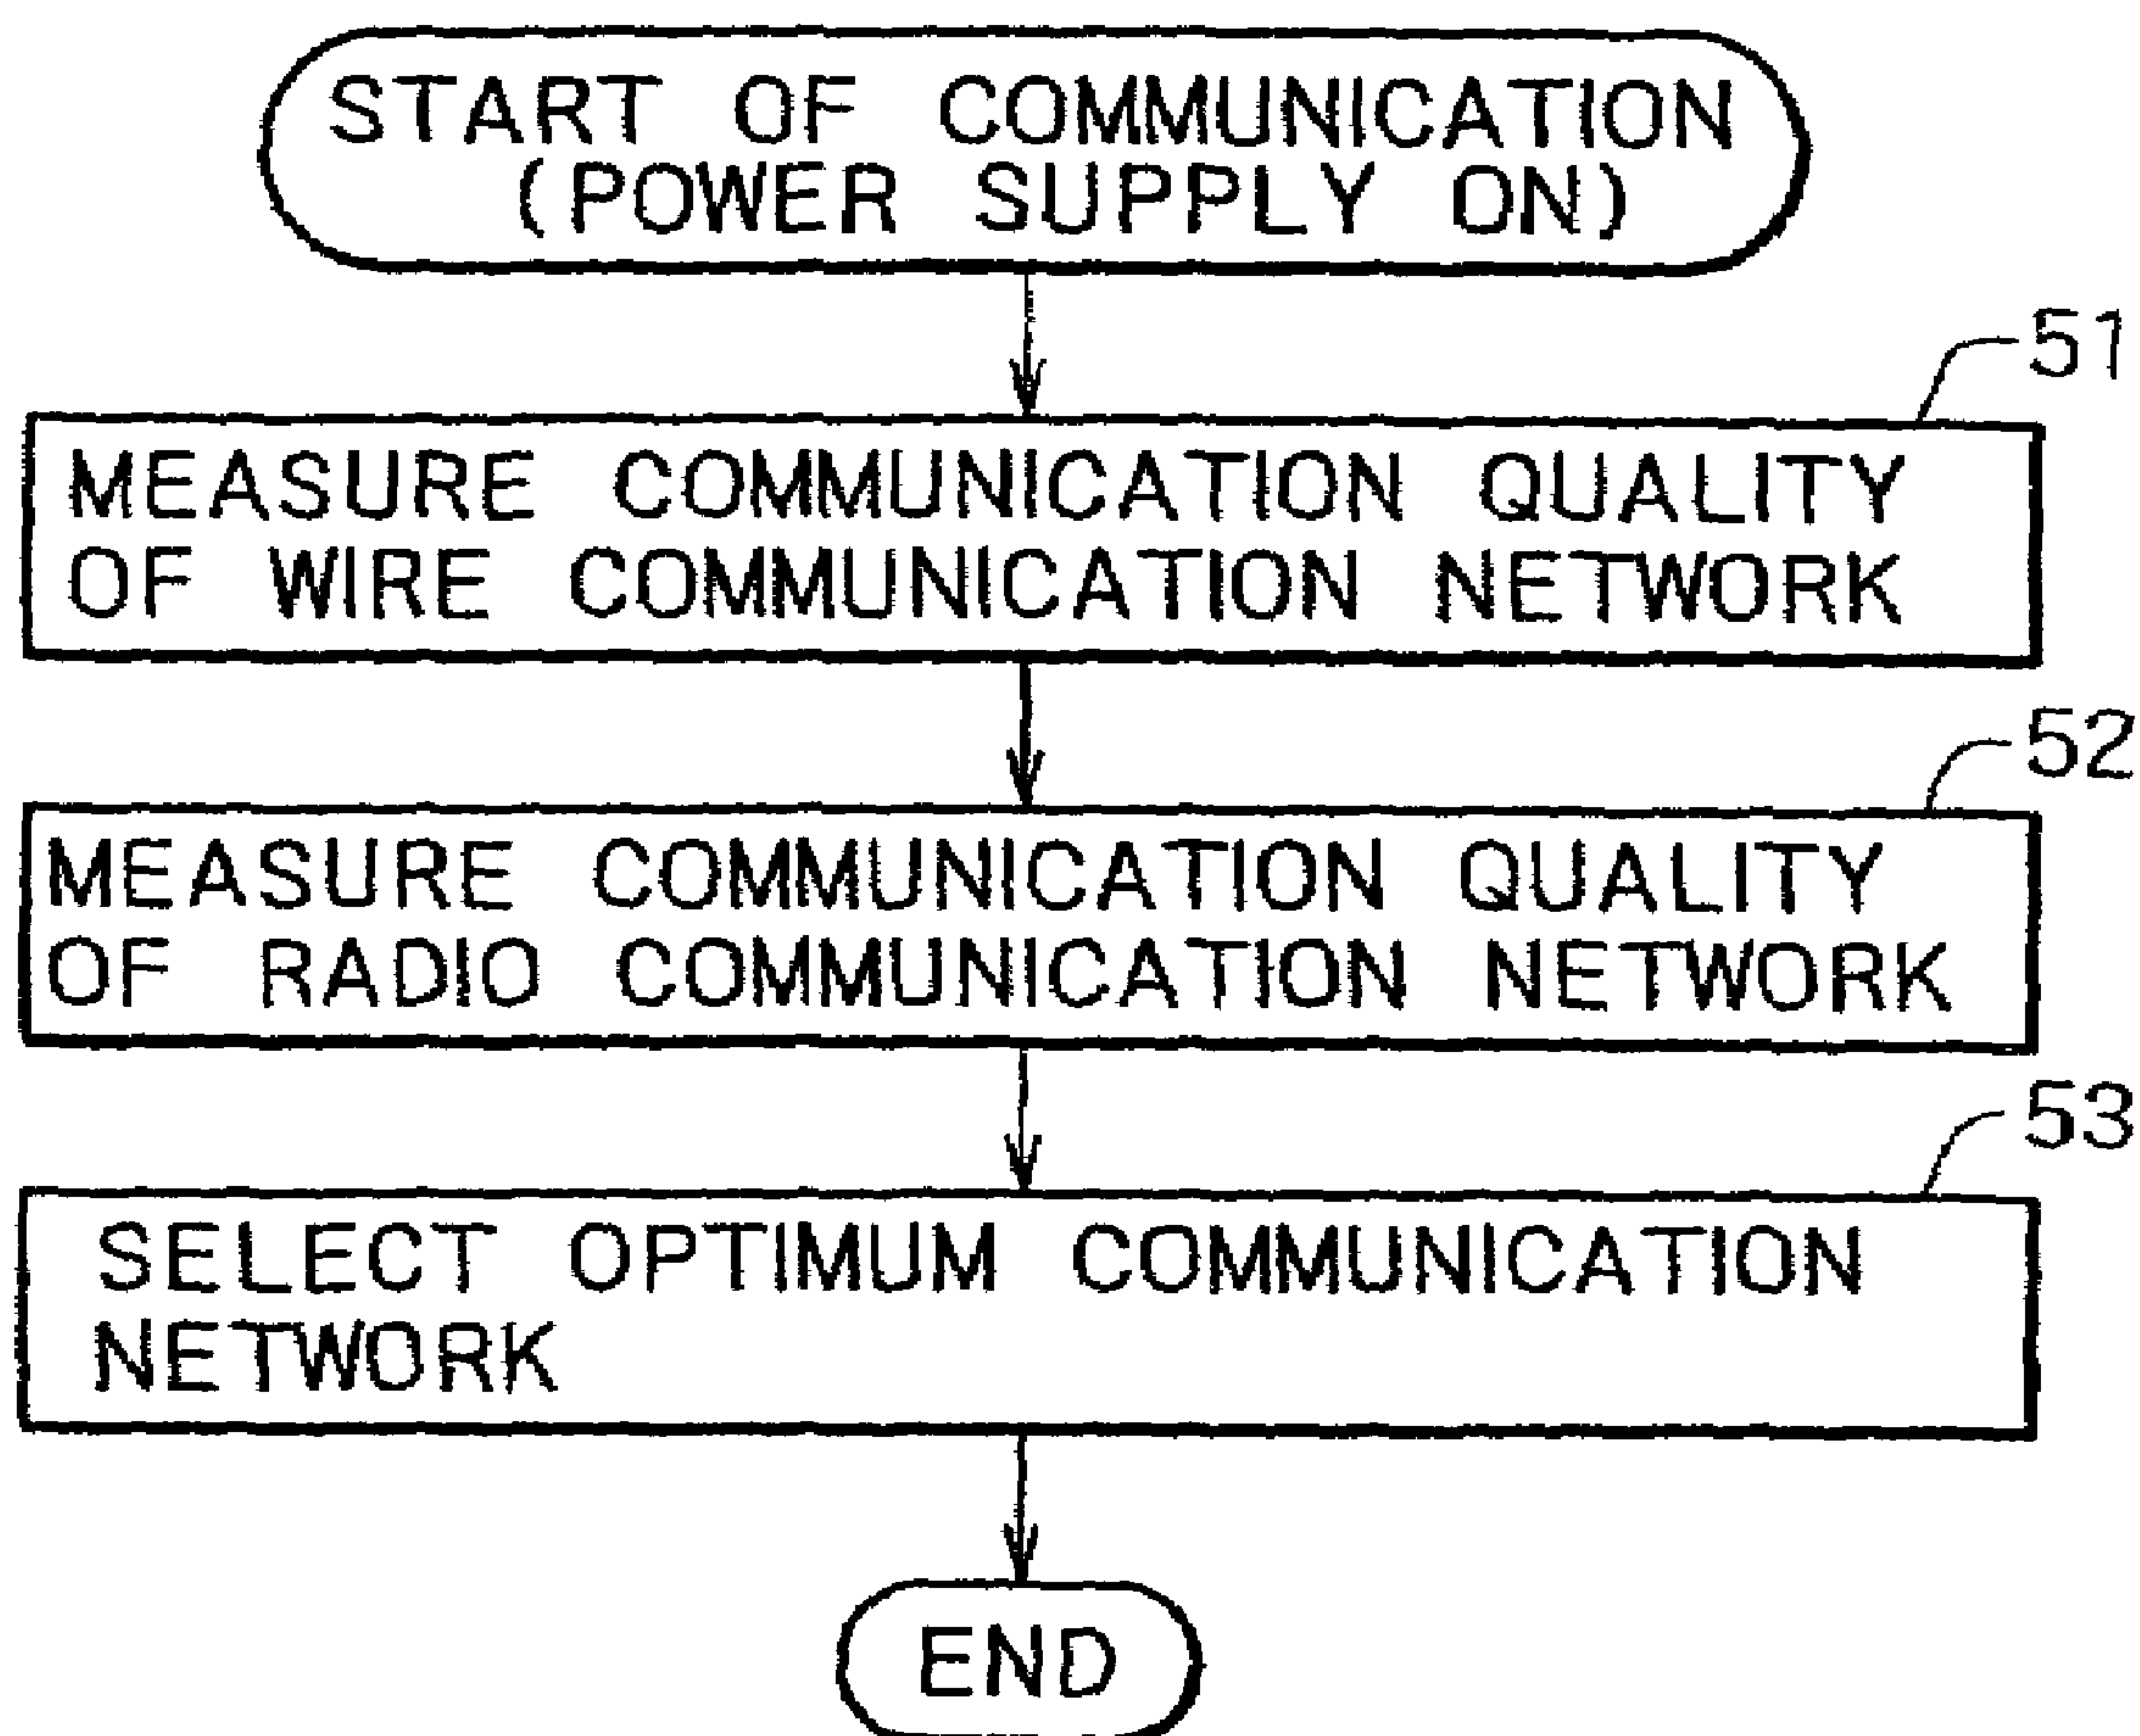 START OF COMMUNICATION
(POWER SUPPLY ON)
51
MEASURE COMMUNICATION QUALITY
OF WIRE COMMUNICATION NETWORK
52
MEASURE COMMUNICATION QUALITY
OF RADIO COMMUNICATION NETWORK
53
SELECT OPTIMUM COMMUNICATION
NETWORK
END